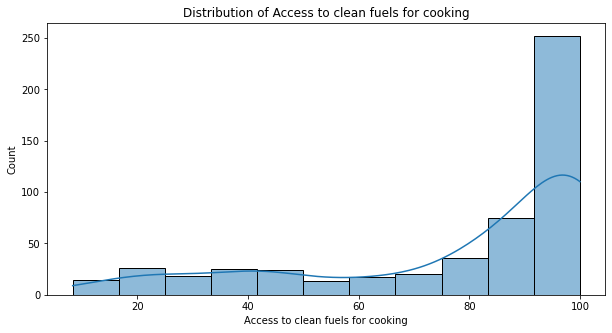 Distribution of Access to clean fuels for cooking
250
200
150
100
50
0
Count
20 40 60 80 100
Access to clean fuels for cooking